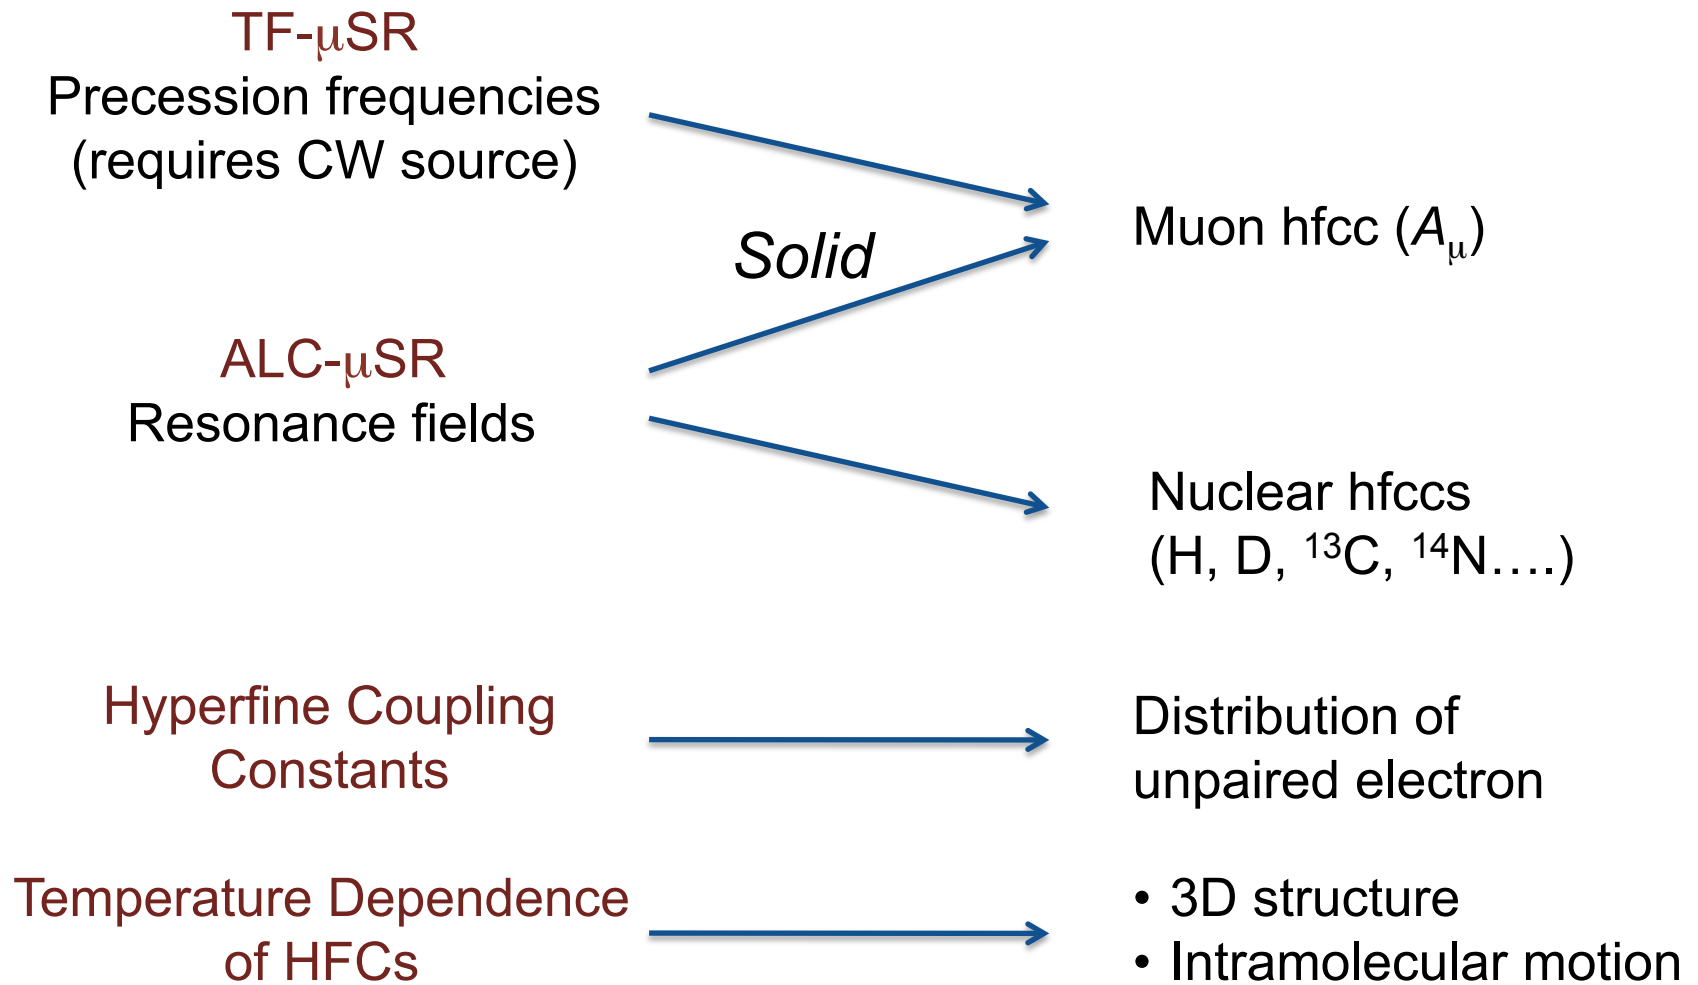 TF-μSR
Precession frequencies
(requires CW source)
Solid
Muon hfcc (Aμ)
ALC-μSR
Resonance fields
Nuclear hfccs
(H, D, ¹³C, ¹⁴N….)
Hyperfine Coupling
Constants
Distribution of
unpaired electron
Temperature Dependence
of HFCs
• 3D structure
• Intramolecular motion